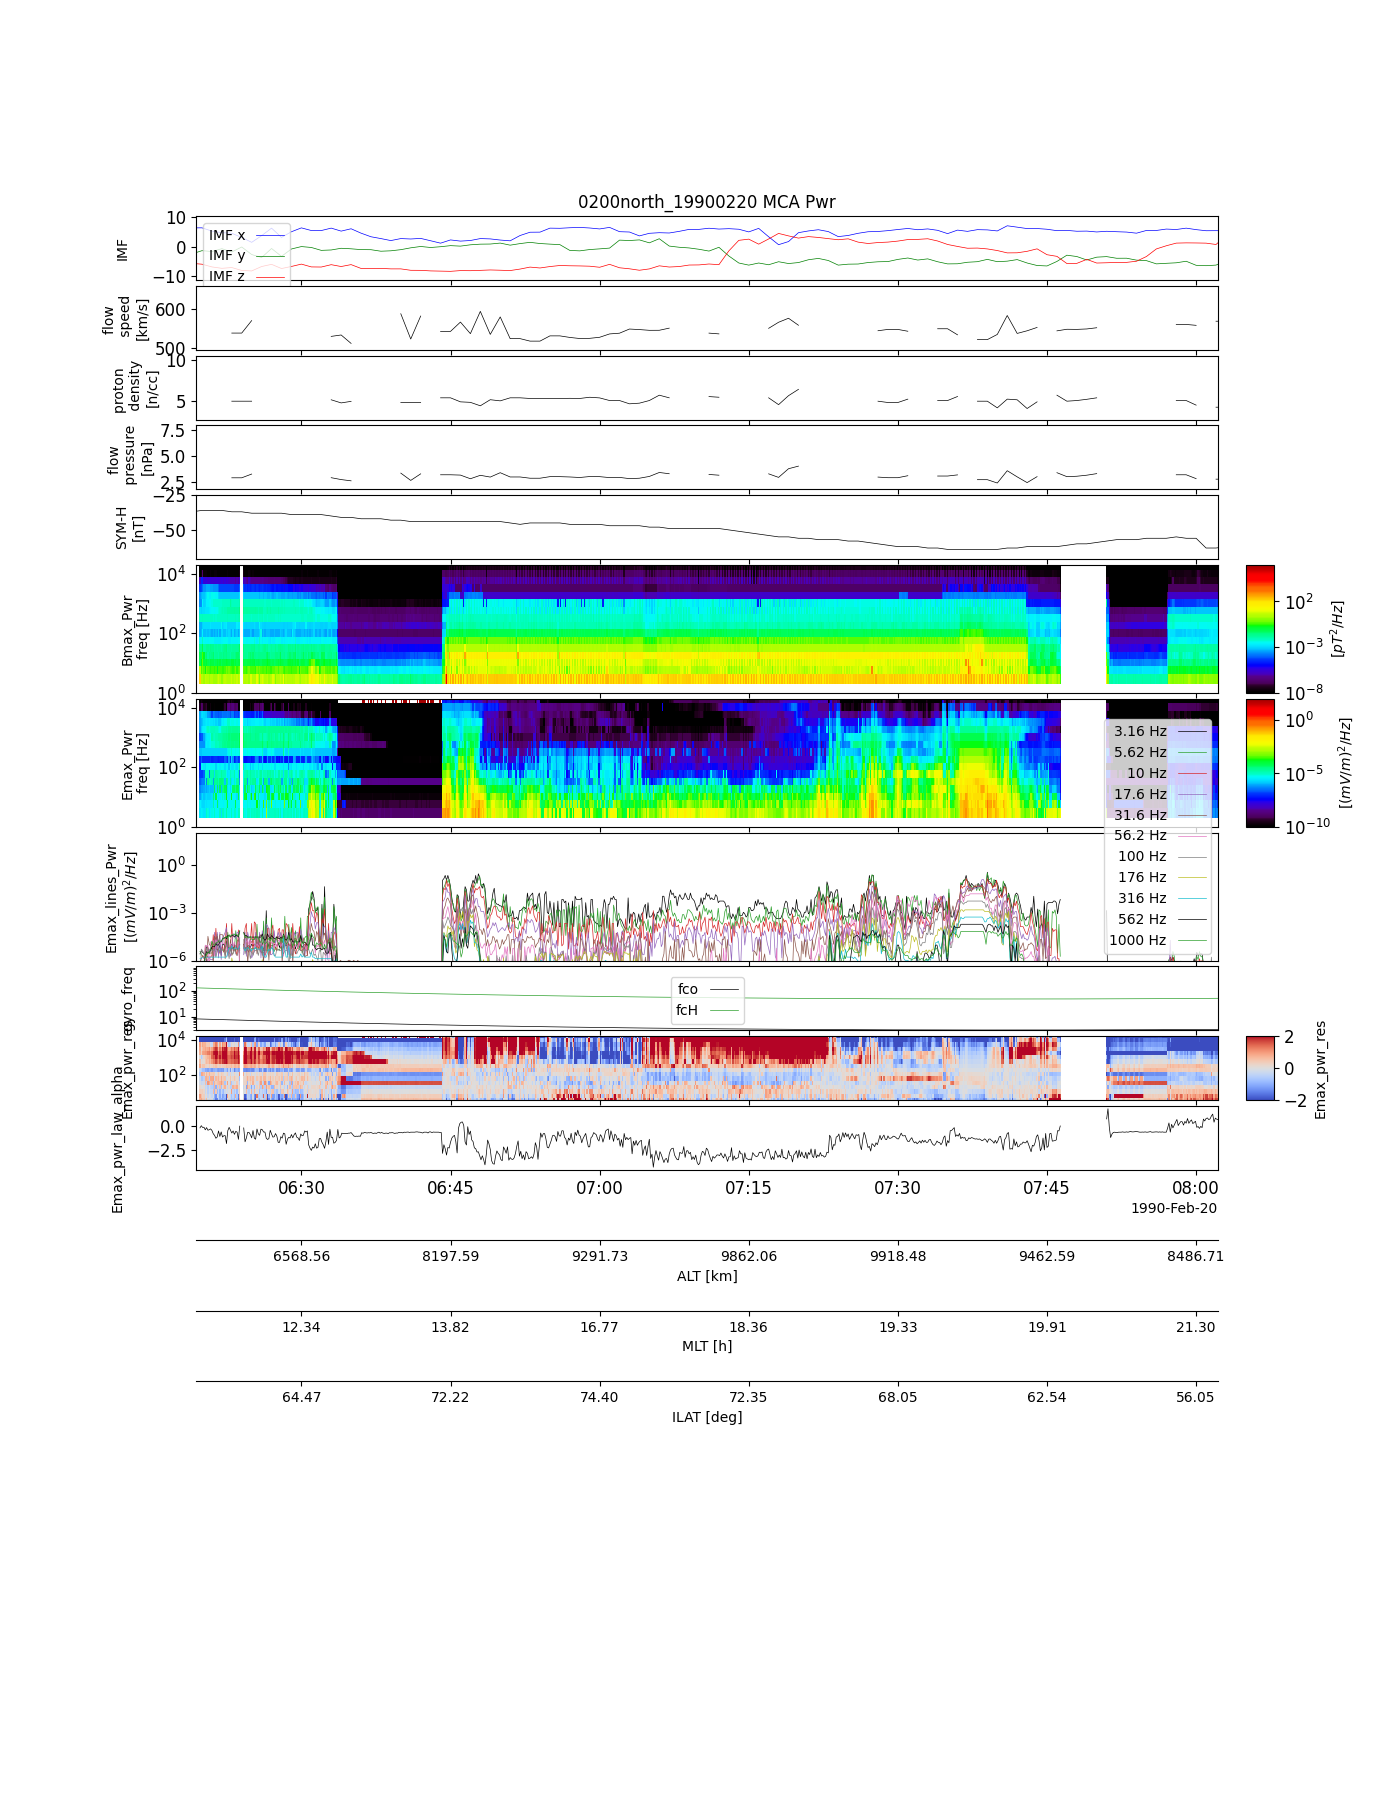 0200north_19900220 MCA Pwr
10
0
−10
IMF
IMF x
IMF y
IMF z
600
500
flow
speed
[km/s]
10
5
proton
density
[n/cc]
7.5
5.0
2.5
flow
pressure
[nPa]
−25
−50
SYM-H
[nT]
10^4
10^2
10^0
Bmax_Pwr
freq [Hz]
10^2
10^−3
10^−8
[pT^2/Hz]
10^4
10^2
10^0
Emax_Pwr
freq [Hz]
10^0
10^−5
10^−10
[(mV/m)^2/Hz]
3.16 Hz
5.62 Hz
10 Hz
17.6 Hz
31.6 Hz
56.2 Hz
100 Hz
176 Hz
316 Hz
562 Hz
1000 Hz
10^0
10^−3
10^−6
Emax_lines_Pwr
[(mV/m)^2/Hz]
10^2
10^1
gyro_freq
fco
fcH
10^4
10^2
Emax_pwr_res
2
0
−2
Emax_pwr_res
0.0
−2.5
Emax_pwr_law_alpha
06:30 06:45 07:00 07:15 07:30 07:45 08:00
1990-Feb-20
6568.56 8197.59 9291.73 9862.06 9918.48 9462.59 8486.71
ALT [km]
12.34 13.82 16.77 18.36 19.33 19.91 21.30
MLT [h]
64.47 72.22 74.40 72.35 68.05 62.54 56.05
ILAT [deg]